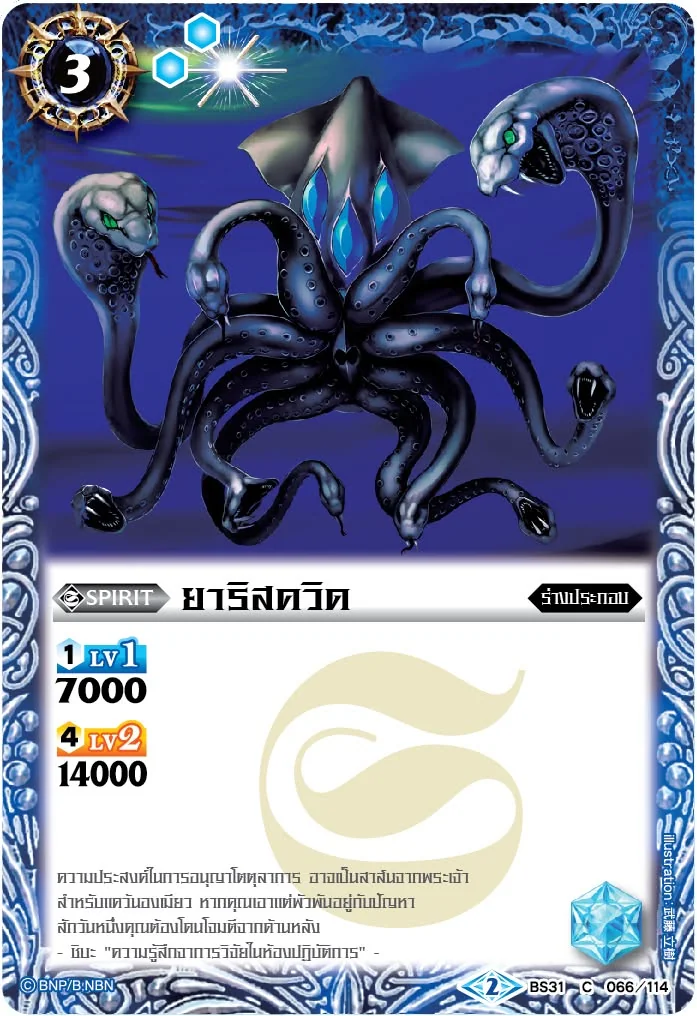 3
SPIRIT ยาริสควิด ร่างประกอบ
1 LV1
7000
4 LV2
14000
ความประสงค์ในการอนุญาโตตุลาการ อาจเป็นสาส์นจากพระเจ้า
สำหรับแคว้นองเมียว หากคุณเอาแต่พัวพันอยู่กับปัญหา
สักวันหนึ่งคุณต้องโดนโจมตีจากด้านหลัง
- ชิบะ "ความรู้สึกจาการวิจัยในห้องปฏิบัติการ" -
illustration: 武藤 立樹
©BNP/B:NBN 2 BS31 C 066/114